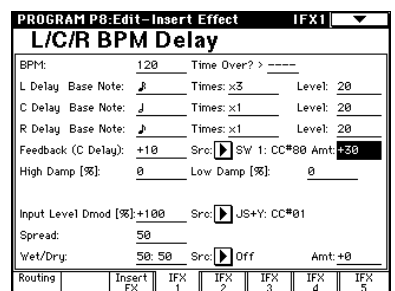 PROGRAM P8:Edit-Insert Effect IFX1
L/C/R BPM Delay
BPM: 120 Time Over? > ----
L Delay Base Note: ♪ Times: x3 Level: 20
C Delay Base Note: ♩ Times: x1 Level: 20
R Delay Base Note: ♪ Times: x1 Level: 20
Feedback (C Delay): +10 Src: SW 1: CC#80 Amt: +30
High Damp [%]: 0 Low Damp [%]: 0
Input Level Dmod [%]: +100 Src: JS+Y: CC#01
Spread: 50
Wet/Dry: 50: 50 Src: Off Amt: +0
Routing Insert FX IFX 1 IFX 2 IFX 3 IFX 4 IFX 5